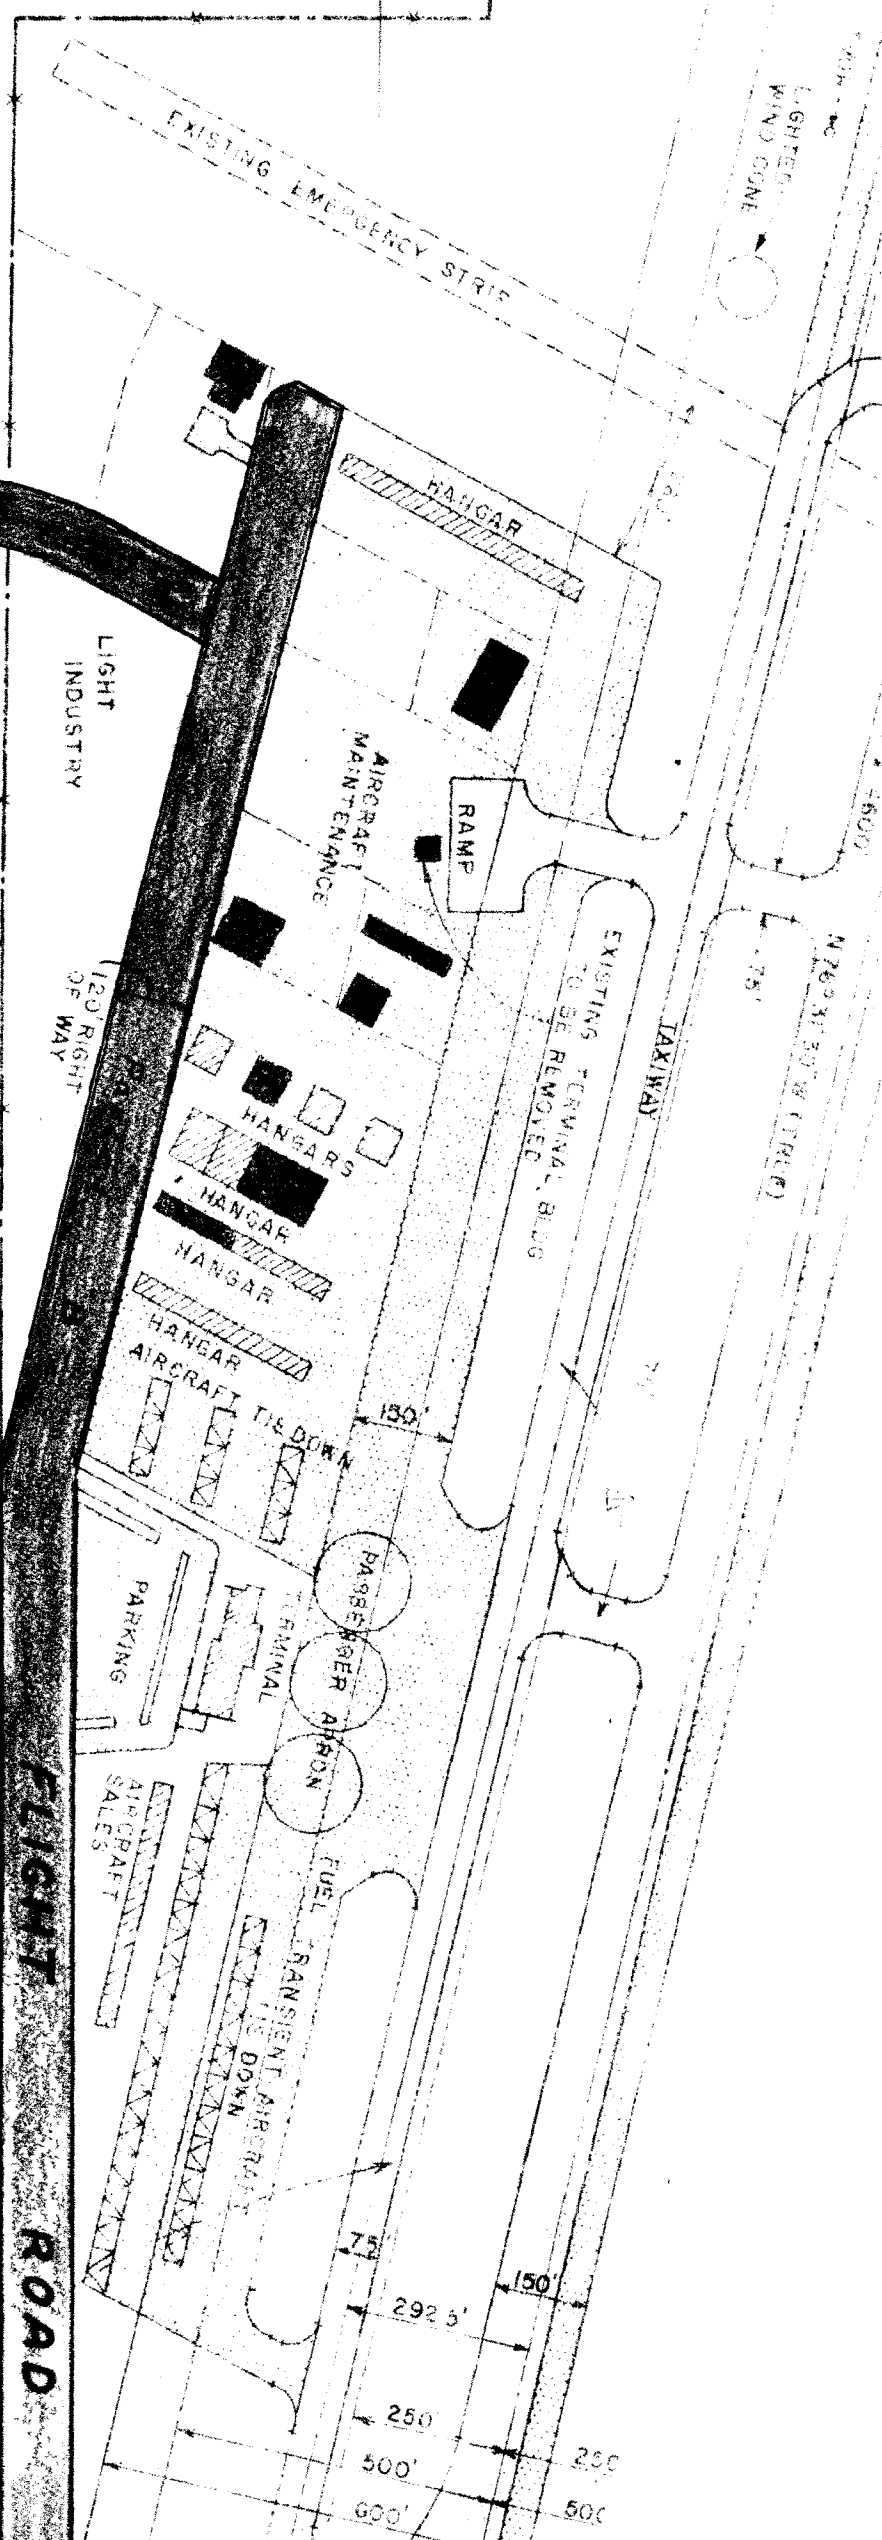 LIGHTED
WIND CONE
EXISTING EMERGENCY STRIP
HANGAR
LIGHT
INDUSTRY
AIRCRAFT
MAINTENANCE
RAMP
4600'
75'
EXISTING TERMINAL BLDG
TO BE REMOVED
TAXIWAY
120' RIGHT
OF WAY
HANGARS
HANGAR
HANGAR
HANGAR
AIRCRAFT TIE DOWN
150'
PASSENGER APRON
TERMINAL
PARKING
AIRCRAFT
SALES
FUEL
TRANSIENT AIRCRAFT
TIE DOWN
FLIGHT ROAD
75'
150'
292.5'
250'
500'
600'